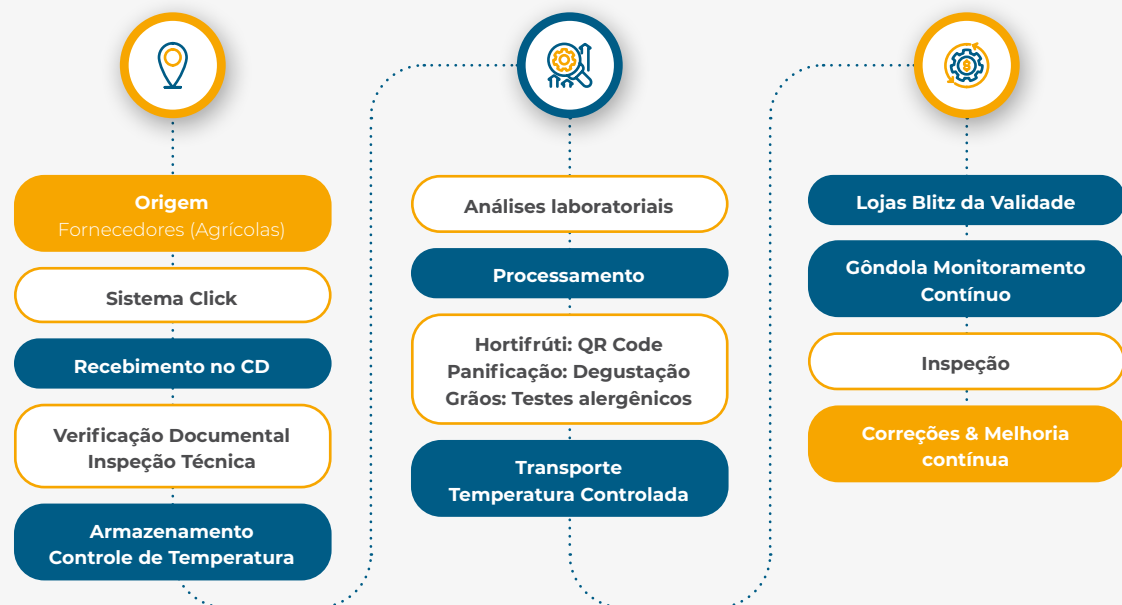 Origem
Fornecedores (Agrícolas)
Sistema Click
Recebimento no CD
Verificação Documental
Inspeção Técnica
Armazenamento
Controle de Temperatura
Análises laboratoriais
Processamento
Hortifrúti: QR Code
Panificação: Degustação
Grãos: Testes alergênicos
Transporte
Temperatura Controlada
Lojas Blitz da Validade
Gôndola Monitoramento
Contínuo
Inspeção
Correções & Melhoria
contínua